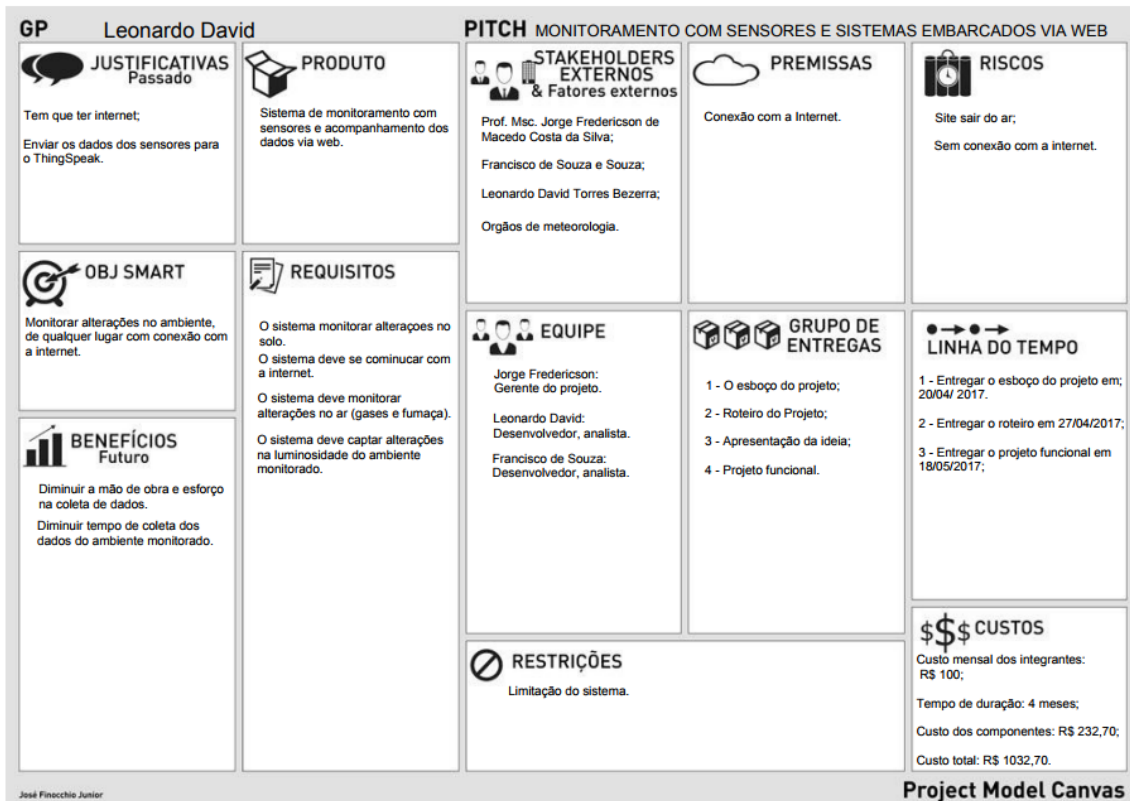 GP Leonardo David
PITCH MONITORAMENTO COM SENSORES E SISTEMAS EMBARCADOS VIA WEB
JUSTIFICATIVAS
Passado
Tem que ter internet;
Enviar os dados dos sensores para
o ThingSpeak.
PRODUTO
Sistema de monitoramento com
sensores e acompanhamento dos
dados via web.
STAKEHOLDERS
EXTERNOS
& Fatores externos
Prof. Msc. Jorge Fredericson de
Macedo Costa da Silva;
Francisco de Souza e Souza;
Leonardo David Torres Bezerra;
Orgãos de meteorologia.
PREMISSAS
Conexão com a Internet.
RISCOS
Site sair do ar;
Sem conexão com a internet.
OBJ SMART
Monitorar alterações no ambiente,
de qualquer lugar com conexão com
a internet.
REQUISITOS
O sistema monitorar alteraçoes no
solo.
O sistema deve se cominucar com
a internet.
O sistema deve monitorar
alterações no ar (gases e fumaça).
O sistema deve captar alterações
na luminosidade do ambiente
monitorado.
EQUIPE
Jorge Fredericson:
Gerente do projeto.
Leonardo David:
Desenvolvedor, analista.
Francisco de Souza:
Desenvolvedor, analista.
GRUPO DE
ENTREGAS
1 - O esboço do projeto;
2 - Roteiro do Projeto;
3 - Apresentação da ideia;
4 - Projeto funcional.
LINHA DO TEMPO
1 - Entregar o esboço do projeto em;
20/04/ 2017.
2 - Entregar o roteiro em 27/04/2017;
3 - Entregar o projeto funcional em
18/05/2017;
BENEFÍCIOS
Futuro
Diminuir a mão de obra e esforço
na coleta de dados.
Diminuir tempo de coleta dos
dados do ambiente monitorado.
RESTRIÇÕES
Limitação do sistema.
$$$ CUSTOS
Custo mensal dos integrantes:
R$ 100;
Tempo de duração: 4 meses;
Custo dos componentes: R$ 232,70;
Custo total: R$ 1032,70.
José Finocchio Junior
Project Model Canvas